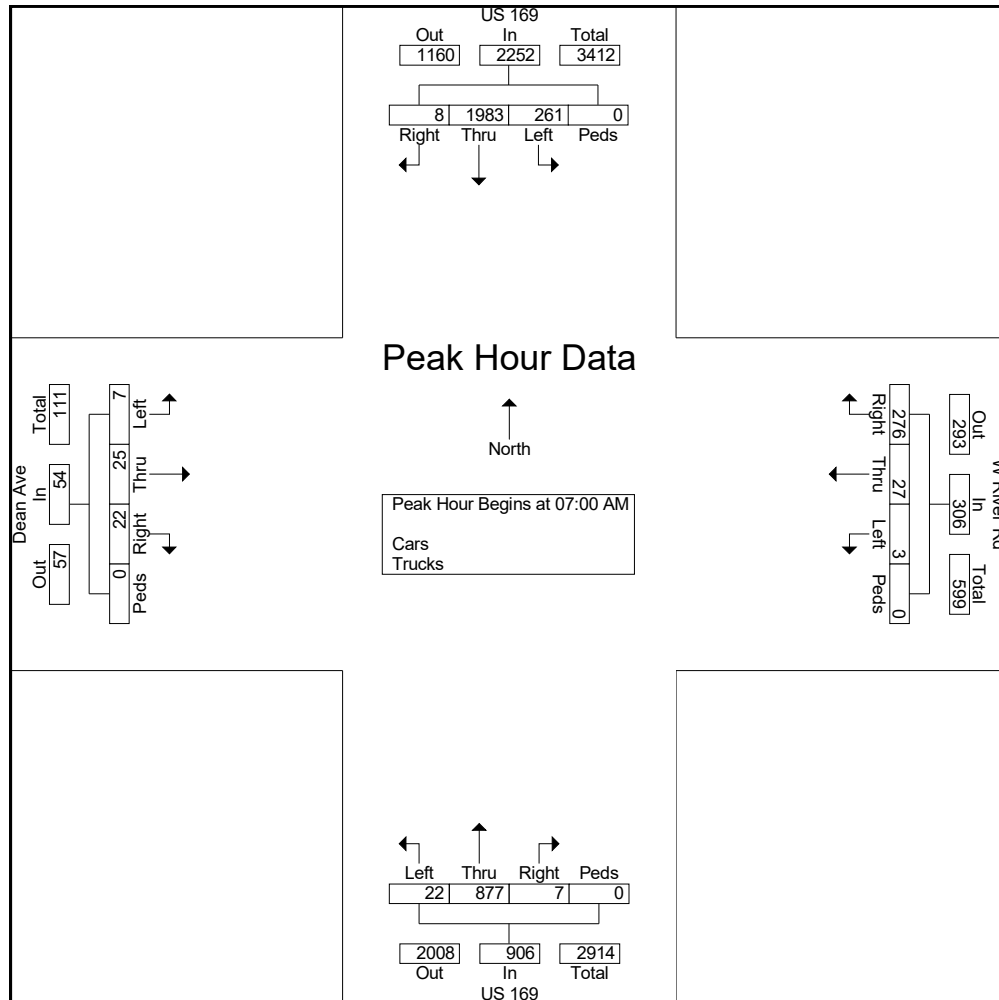 US 169
Out In Total
1160 2252 3412
8 1983 261 0
Right Thru Left Peds
Peak Hour Data
North
Peak Hour Begins at 07:00 AM
Cars
Trucks
Dean Ave
Total In Out
111 54 57
7 25 22 0
Left Thru Right Peds
Right Thru Left Peds
276 27 3 0
293 306 599
Out In Total
W River Rd
Left Thru Right Peds
22 877 7 0
2008 906 2914
Out In Total
US 169